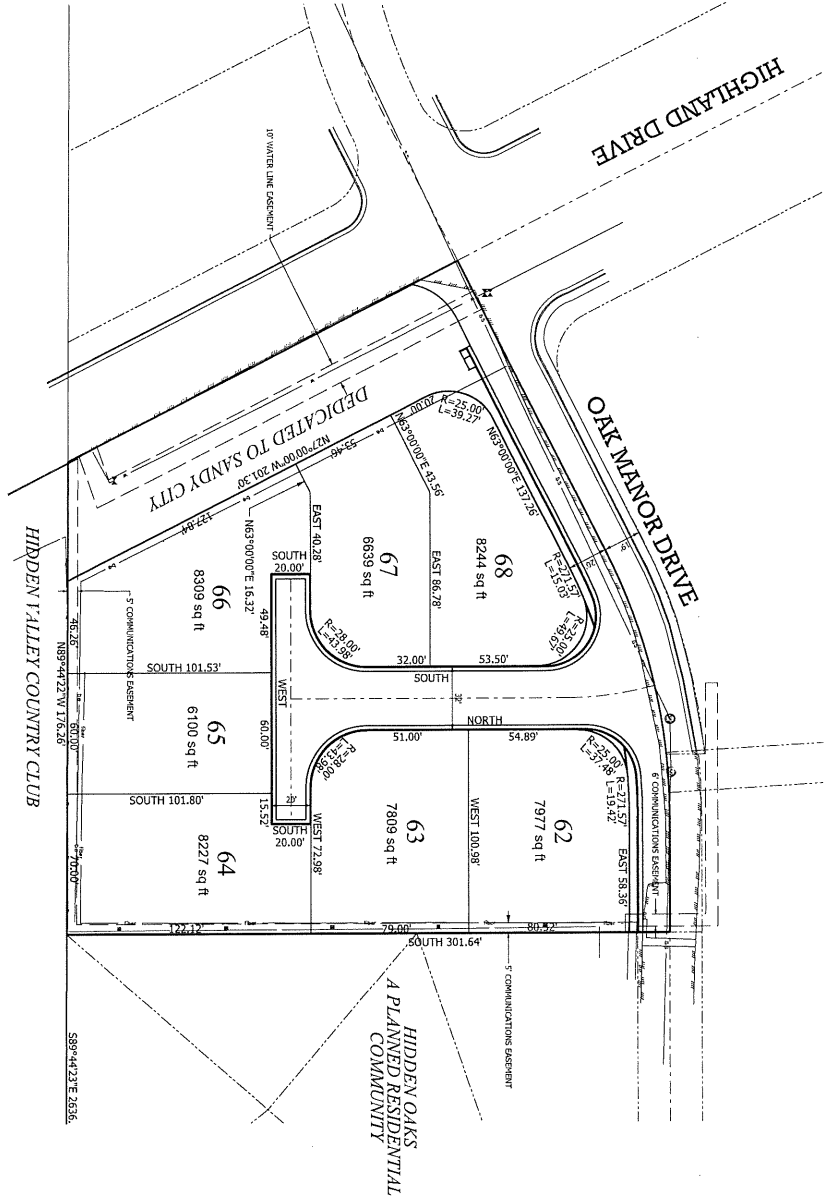 HIGHLAND DRIVE
10' WATER LINE EASEMENT
OAK MANOR DRIVE
DEDICATED TO SANDY CITY
N27°00'00"W 201.30'
20.00'
53.46'
127.84'
R=25.00'
L=39.27'
N63°00'00"E 137.26'
N63°00'00"E 43.56'
EAST 86.78'
68
8244 sq ft
R=271.57'
L=15.03'
R=25.00'
L=49.67'
19'
20'
67
6639 sq ft
EAST 40.28'
N63°00'00"E 16.32'
SOUTH
20.00'
R=28.00'
L=43.98'
32.00'
53.50'
SOUTH
66
8309 sq ft
49.48'
WEST
46.26'
N89°44'22"W 176.26'
5' COMMUNICATIONS EASEMENT
SOUTH 101.53'
65
6100 sq ft
60.00'
60.00'
SOUTH 101.80'
NORTH
51.00'
54.89'
R=28.00'
L=43.98'
R=25.00'
L=37.48'
R=271.57'
L=19.42'
6' COMMUNICATIONS EASEMENT
15.52'
20'
SOUTH
20.00'
WEST 72.98'
64
8227 sq ft
70.00'
63
7809 sq ft
WEST 100.98'
62
7977 sq ft
EAST 58.36'
122.12'
79.00'
80.52'
SOUTH 301.64'
5' COMMUNICATIONS EASEMENT
HIDDEN VALLEY COUNTRY CLUB
HIDDEN OAKS
A PLANNED RESIDENTIAL
COMMUNITY
S89°44'23"E 2636.